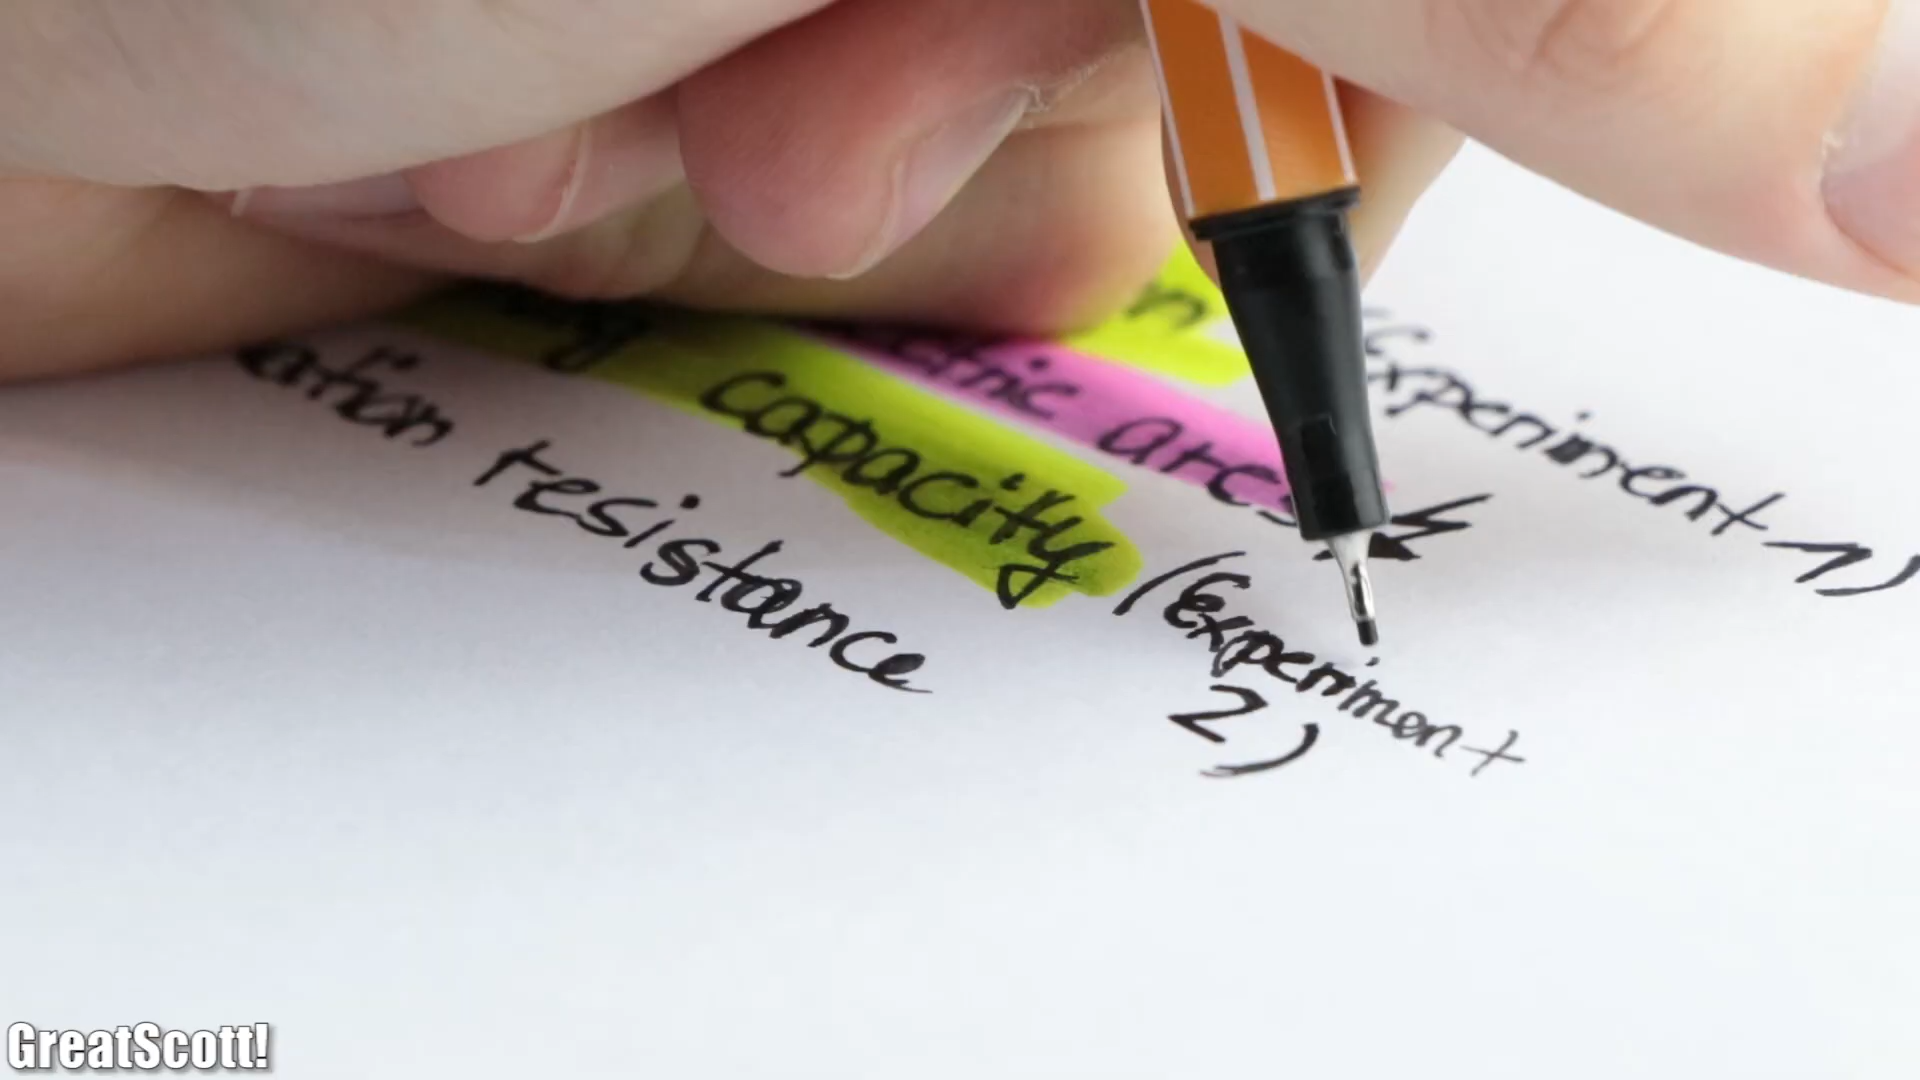 (Experiment 1)
arcs
capacity (Experiment
2)
resistance
GreatScott!